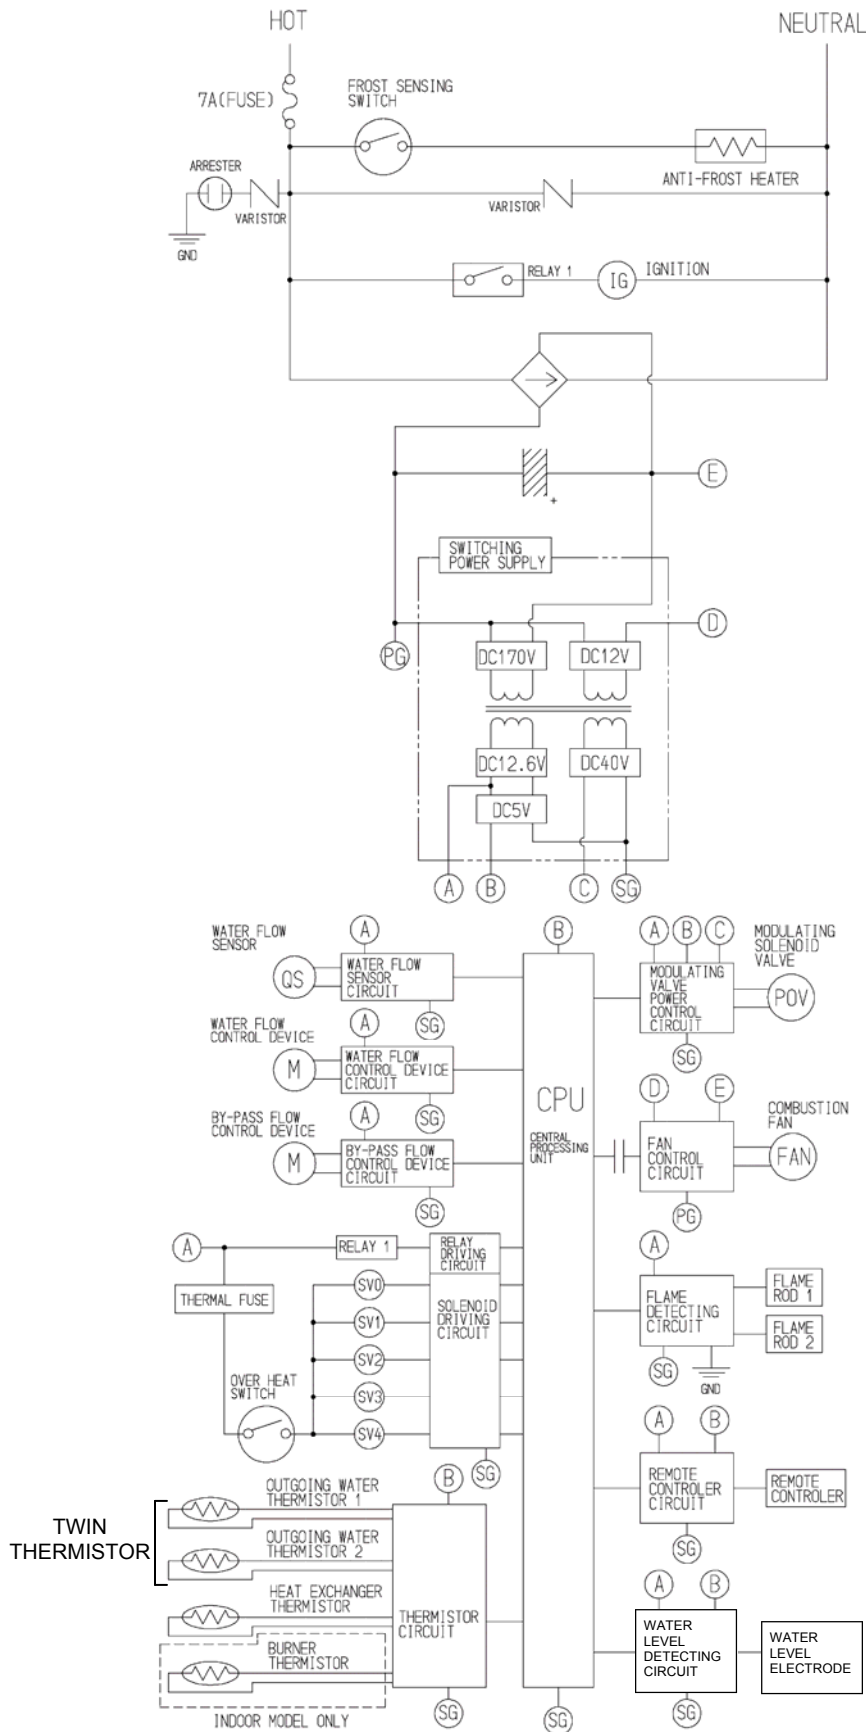 HOT
NEUTRAL
7A(FUSE)
FROST SENSING
SWITCH
ANTI-FROST HEATER
ARRESTER
VARISTOR
GND
VARISTOR
RELAY 1
IG
IGNITION
+
E
SWITCHING
POWER SUPPLY
D
PG
DC170V
DC12V
DC12.6V
DC40V
DC5V
A
B
C
SG
WATER FLOW
SENSOR
QS
A
WATER FLOW
SENSOR
CIRCUIT
SG
WATER FLOW
CONTROL DEVICE
M
A
WATER FLOW
CONTROL DEVICE
CIRCUIT
SG
BY-PASS FLOW
CONTROL DEVICE
M
A
BY-PASS FLOW
CONTROL DEVICE
CIRCUIT
SG
A
RELAY 1
RELAY
DRIVING
CIRCUIT
THERMAL FUSE
SV0
SV1
SV2
SV3
SV4
SOLENOID
DRIVING
CIRCUIT
OVER HEAT
SWITCH
SG
TWIN
THERMISTOR
OUTGOING WATER
THERMISTOR 1
OUTGOING WATER
THERMISTOR 2
HEAT EXCHANGER
THERMISTOR
BURNER
THERMISTOR
INDOOR MODEL ONLY
B
THERMISTOR
CIRCUIT
SG
B
CPU
CENTRAL
PROCESSING
UNIT
SG
A
B
C
MODULATING
SOLENOID
VALVE
MODULATING
VALVE
POWER
CONTROL
CIRCUIT
POV
SG
D
E
COMBUSTION
FAN
FAN
CONTROL
CIRCUIT
FAN
PG
A
FLAME
DETECTING
CIRCUIT
FLAME
ROD 1
FLAME
ROD 2
SG
GND
A
B
REMOTE
CONTROLER
CIRCUIT
REMOTE
CONTROLER
SG
A
B
WATER
LEVEL
DETECTING
CIRCUIT
WATER
LEVEL
ELECTRODE
SG